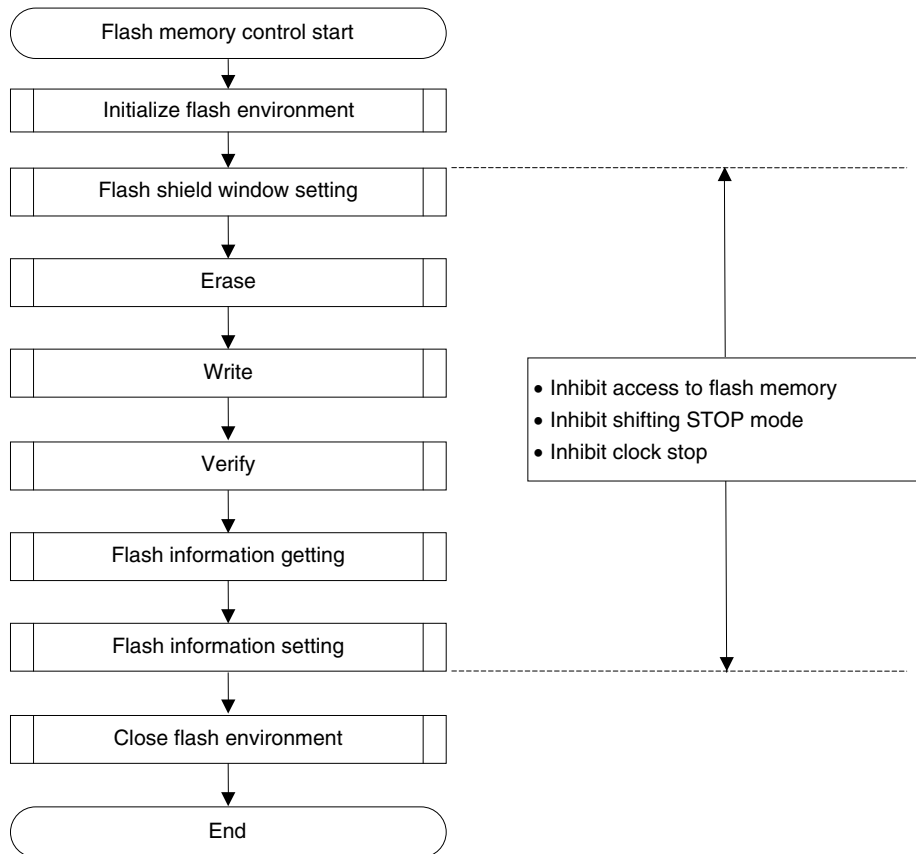 Flash memory control start
Initialize flash environment
Flash shield window setting
Erase
Write
Verify
Flash information getting
Flash information setting
Close flash environment
End
• Inhibit access to flash memory
• Inhibit shifting STOP mode
• Inhibit clock stop